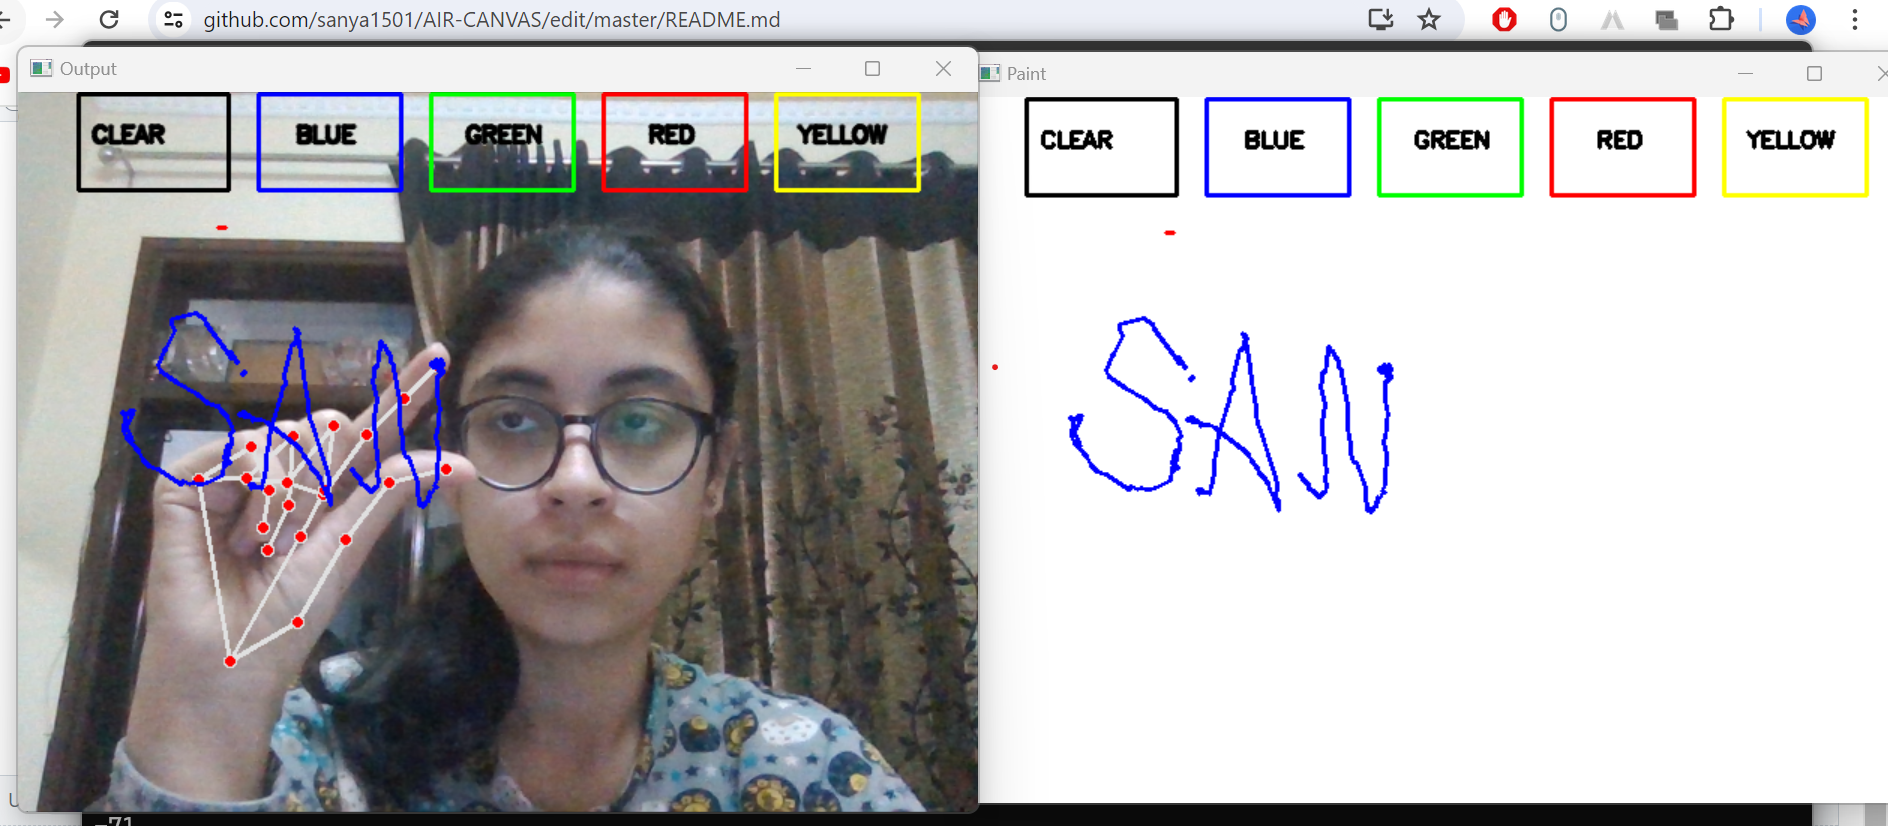 github.com/sanya1501/AIR-CANVAS/edit/master/README.md
Output
CLEAR BLUE GREEN RED YELLOW
SAN
Paint
CLEAR BLUE GREEN RED YELLOW
SAN
U
-71